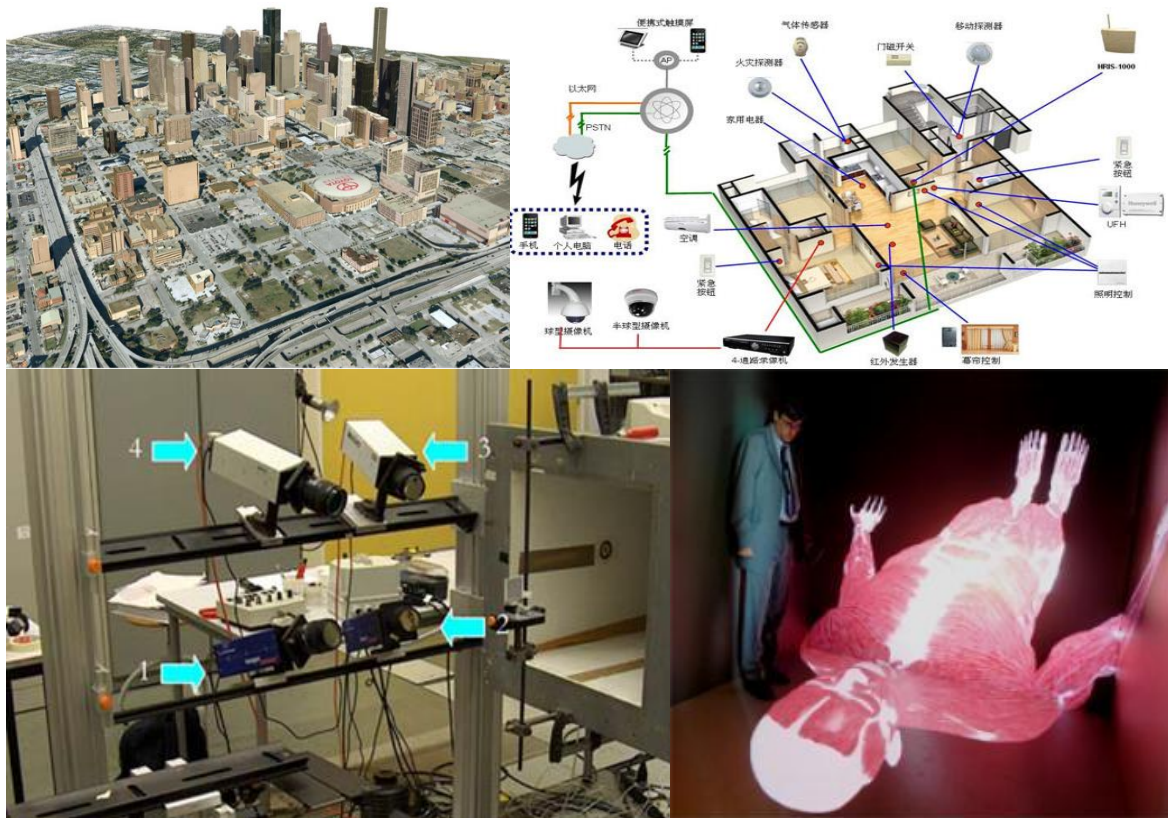 便携式触摸屏
气体传感器
移动探测器
门磁开关
HRIS-1000
火灾探测器
AP
以太网
家用电器
PSTN
紧急
按钮
Honeywell
UFH
手机
个人电脑
电话
空调
紧急
按钮
照明控制
球型摄像机
半球型摄像机
4-通路录像机
红外发生器
幕帘控制
4
3
2
1